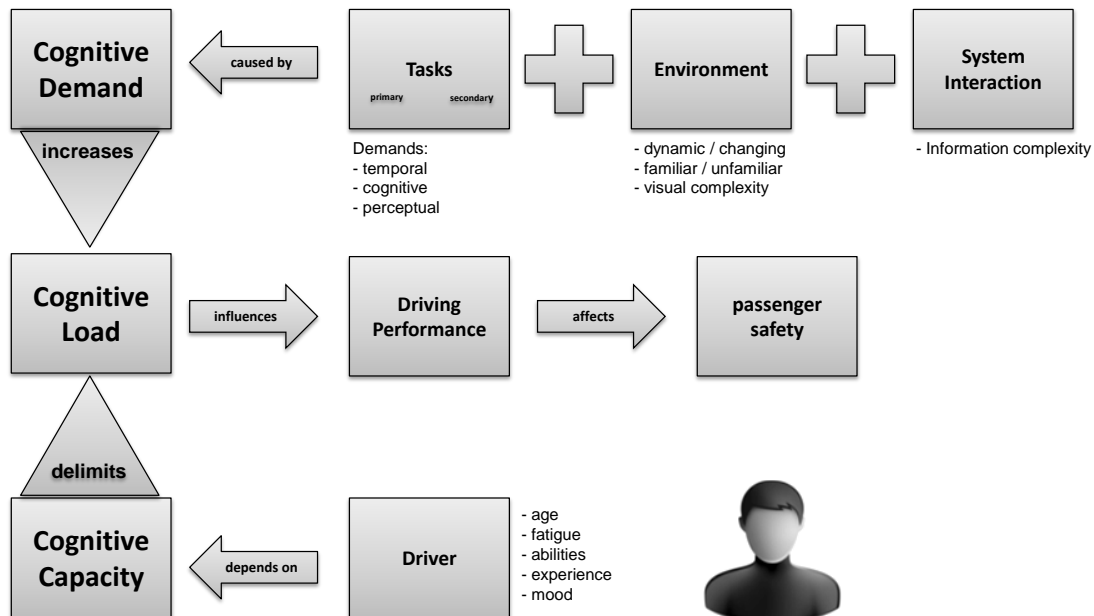 Cognitive
Demand
caused by
Tasks
primary secondary
Environment
System
Interaction
increases
Demands:
- temporal
- cognitive
- perceptual
- dynamic / changing
- familiar / unfamiliar
- visual complexity
- Information complexity
Cognitive
Load
influences
Driving
Performance
affects
passenger
safety
delimits
Cognitive
Capacity
depends on
Driver
- age
- fatigue
- abilities
- experience
- mood